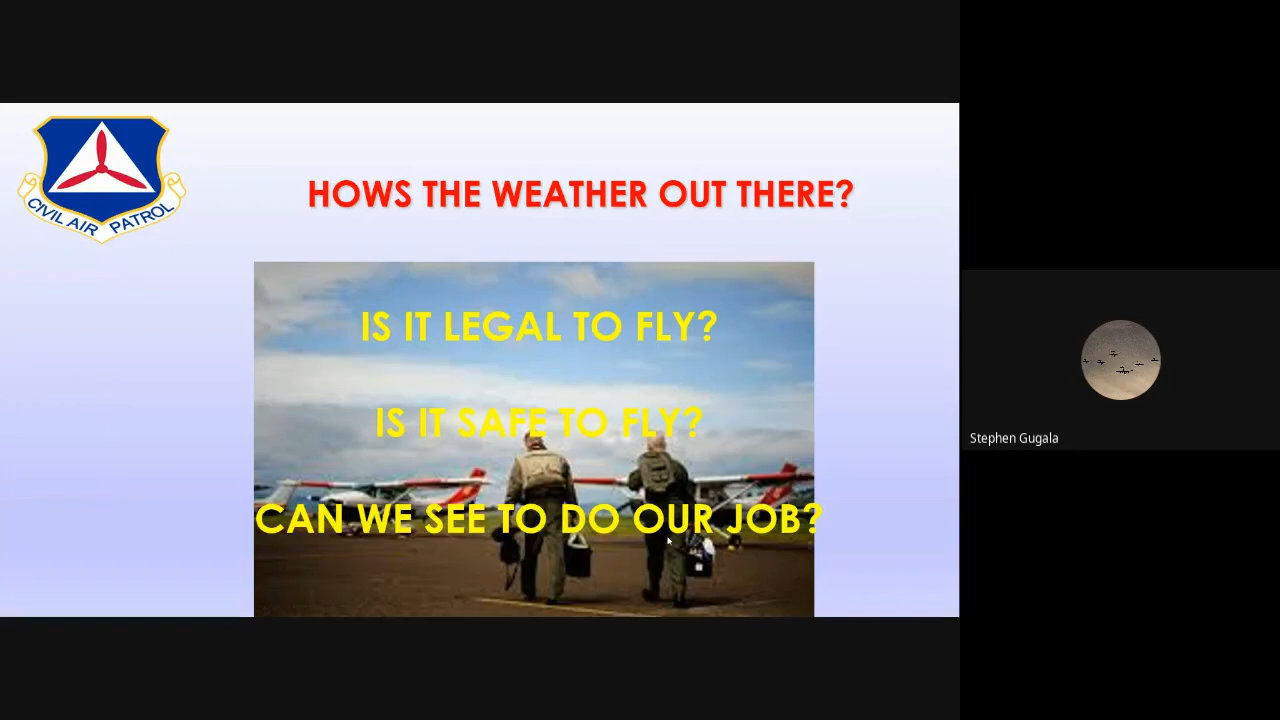 CIVIL AIR PATROL
HOWS THE WEATHER OUT THERE?
IS IT LEGAL TO FLY?
IS IT SAFE TO FLY?
CAN WE SEE TO DO OUR JOB?
Stephen Gugala